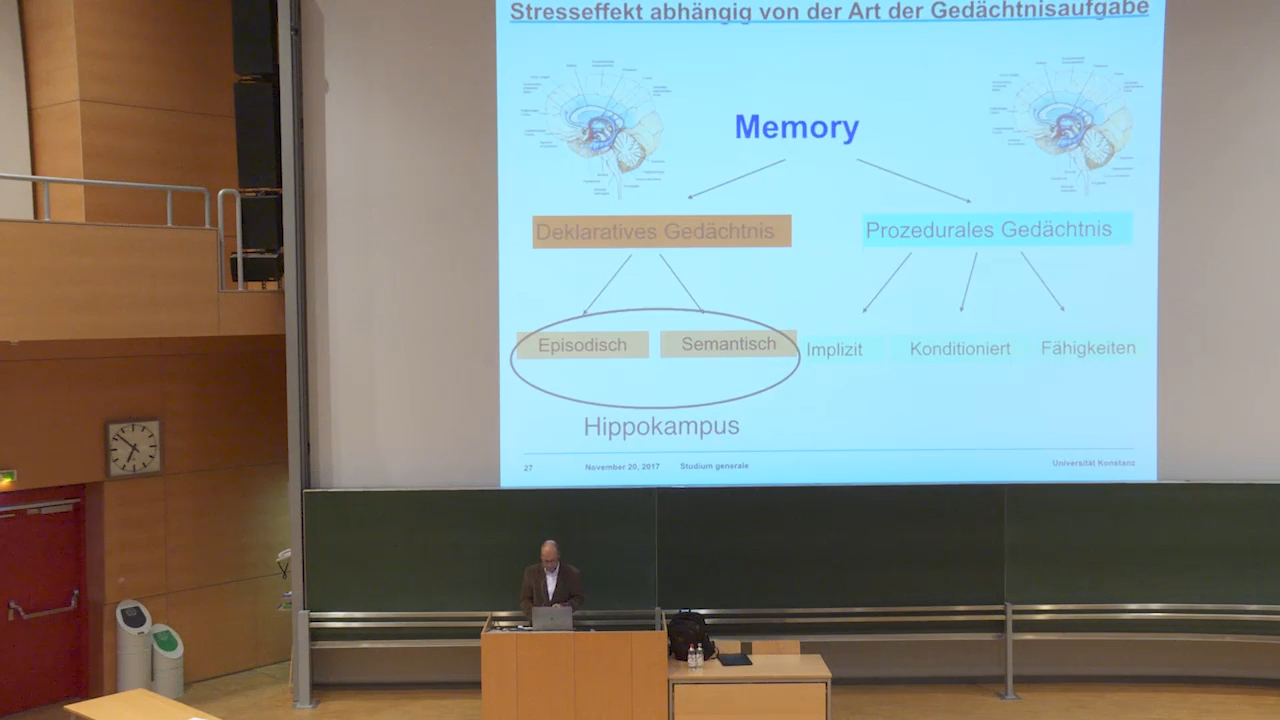 Stresseffekt abhängig von der Art der Gedächtnisaufgabe
Memory
Deklaratives Gedächtnis
Prozedurales Gedächtnis
Episodisch
Semantisch
Implizit
Konditioniert
Fähigkeiten
Hippokampus
27 November 20, 2017 Studium generale Universität Konstanz